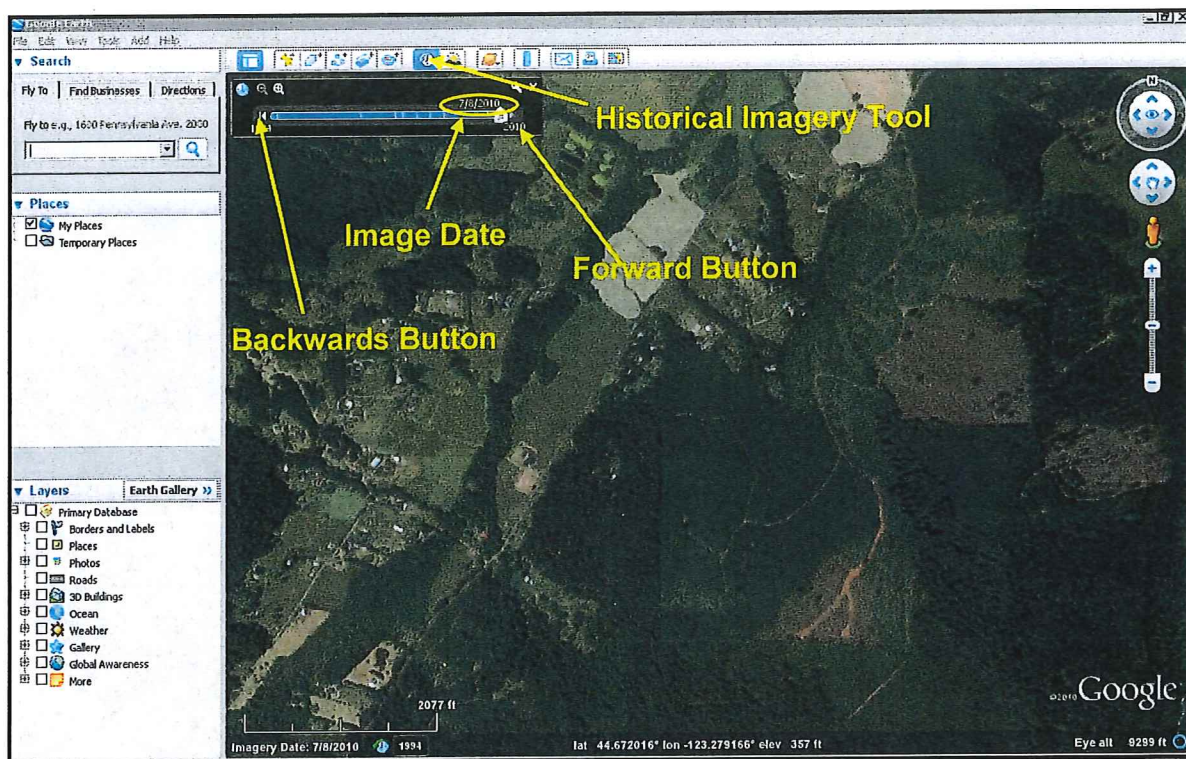 Google Earth
File Edit View Tools Add Help
Search
Fly To Find Businesses Directions
Fly to e.g., 1600 Pennsylvania Ave, 20
Places
My Places
Temporary Places
Layers Earth Gallery »
Primary Database
Borders and Labels
Places
Photos
Roads
3D Buildings
Ocean
Weather
Gallery
Global Awareness
More
7/8/2010
2010
Historical Imagery Tool
Image Date
Forward Button
Backwards Button
N
2077 ft
©2010 Google
Imagery Date: 7/8/2010 1994 lat 44.672016° lon -123.279166° elev 357 ft Eye alt 9299 ft